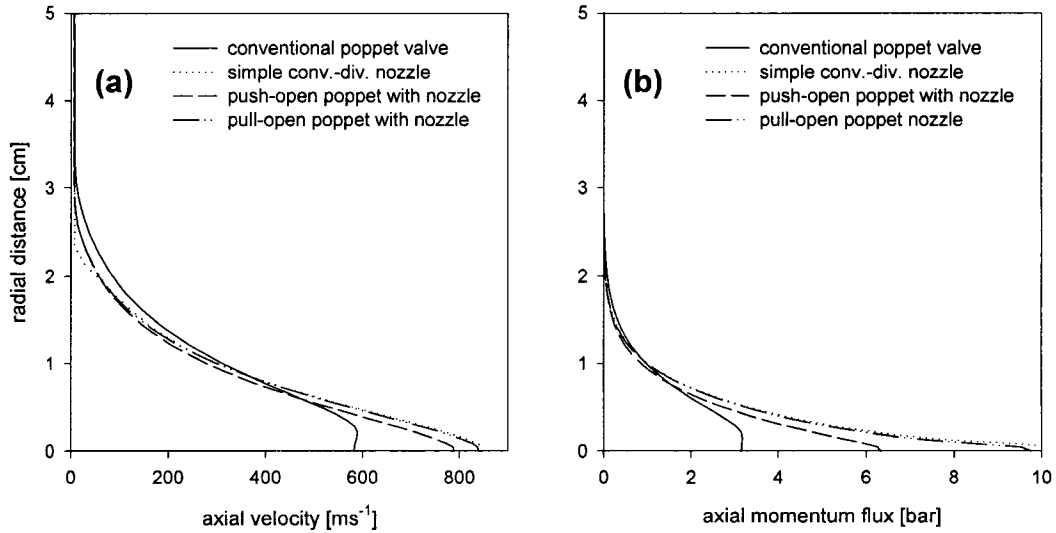 5
4
3
2
1
0
radial distance [cm]
(a)
conventional poppet valve
simple conv.-div. nozzle
push-open poppet with nozzle
pull-open poppet with nozzle
0
200
400
600
800
axial velocity [ms-1]
5
4
3
2
1
0
(b)
conventional poppet valve
simple conv.-div. nozzle
push-open poppet with nozzle
pull-open poppet nozzle
0
2
4
6
8
10
axial momentum flux [bar]